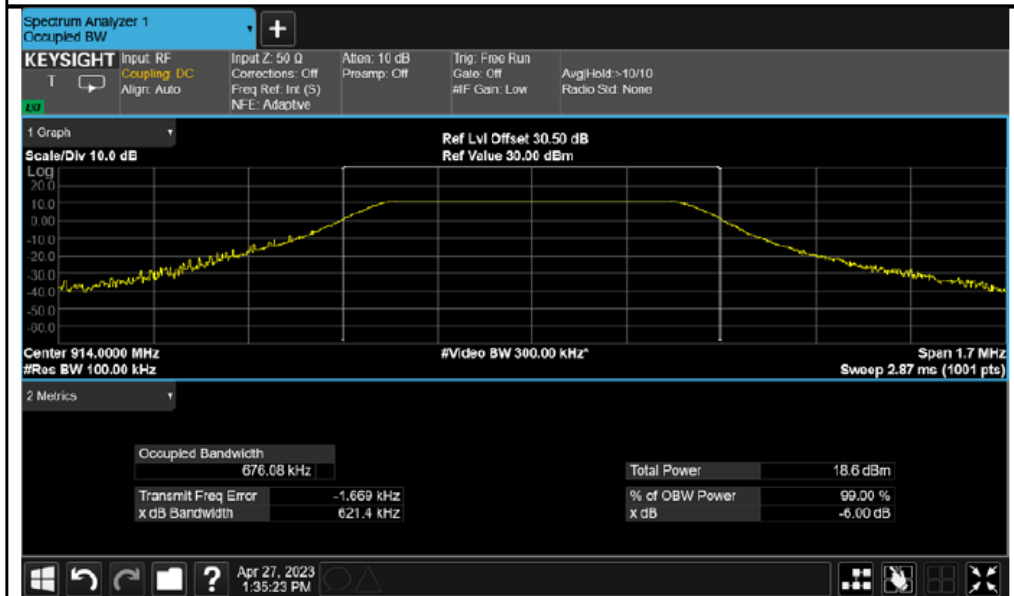 Spectrum Analyzer 1
Occupied BW
+
KEYSIGHT
Input: RF
Coupling: DC
Align: Auto
Input Z: 50 Ω
Corrections: Off
Freq Ref: Int (S)
NFE: Adaptive
Atten: 10 dB
Preamp: Off
Trig: Free Run
Gate: Off
#IF Gain: Low
Avg|Hold:>10/10
Radio Std: None
T
LXI
1 Graph
Scale/Div 10.0 dB
Ref Lvl Offset 30.50 dB
Ref Value 30.00 dBm
Log
20.0
10.0
0.00
-10.0
-20.0
-30.0
-40.0
-50.0
-60.0
Center 914.0000 MHz
#Video BW 300.00 kHz*
Span 1.7 MHz
#Res BW 100.00 kHz
Sweep 2.87 ms (1001 pts)
2 Metrics
Occupied Bandwidth
676.08 kHz
Total Power 18.6 dBm
Transmit Freq Error -1.669 kHz
% of OBW Power 99.00 %
x dB Bandwidth 621.4 kHz
x dB -6.00 dB
?
Apr 27, 2023
1:35:23 PM